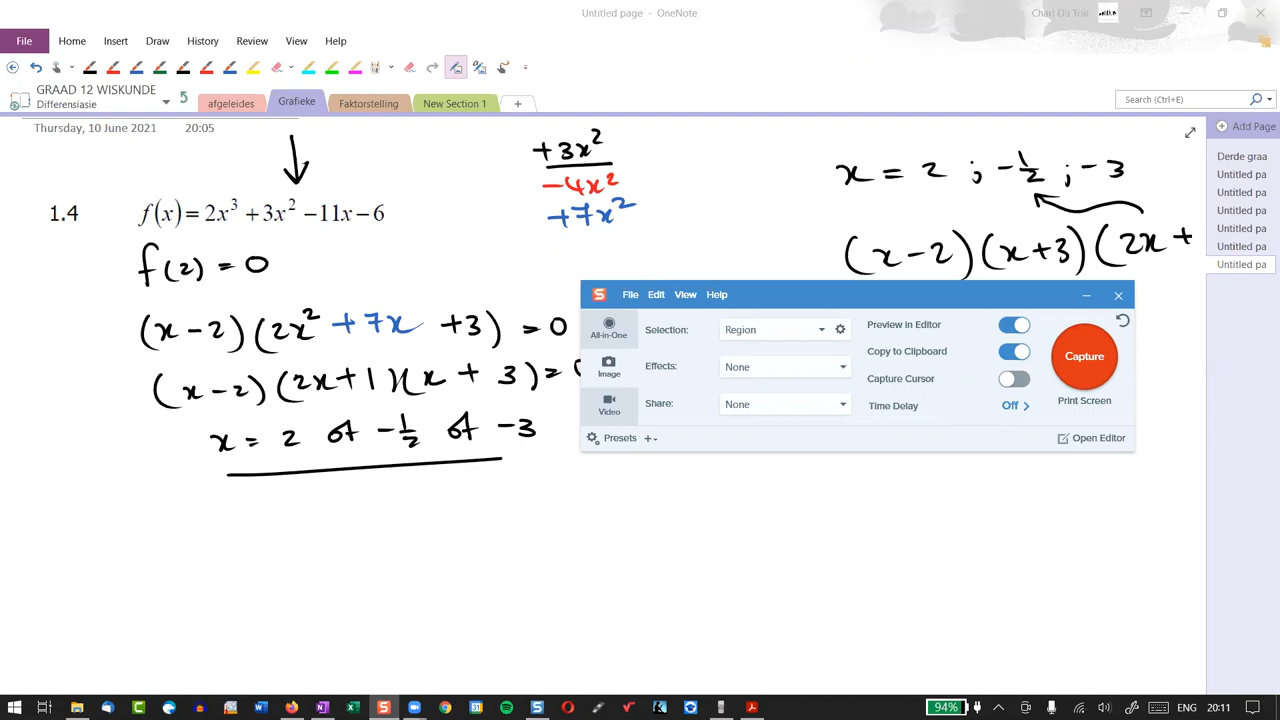 Untitled page - OneNote
Charl Du Toit
File Home Insert Draw History Review View Help
GRAAD 12 WISKUNDE
Differensiasie
afgeleides Grafieke Faktorstelling New Section 1 +
Search (Ctrl+E)
Thursday, 10 June 2021 20:05
Add Page
Derde graa
Untitled pa
Untitled pa
Untitled pa
Untitled pa
Untitled pa
Untitled pa
+3x²
-4x²
+7x²
1.4 f(x) = 2x³ + 3x² − 11x − 6
f(2) = 0
(x-2)(2x² +7x +3) = 0
(x-2)(2x+1)(x+3) = 0
x = 2 of -1/2 of -3
x = 2 ; -1/2 ; -3
(x-2)(x+3)(2x+
File Edit View Help
All-in-One
Image
Video
Selection: Region
Effects: None
Share: None
Preview in Editor
Copy to Clipboard
Capture Cursor
Time Delay Off
Capture
Print Screen
Presets
Open Editor
94%
ENG 20:11